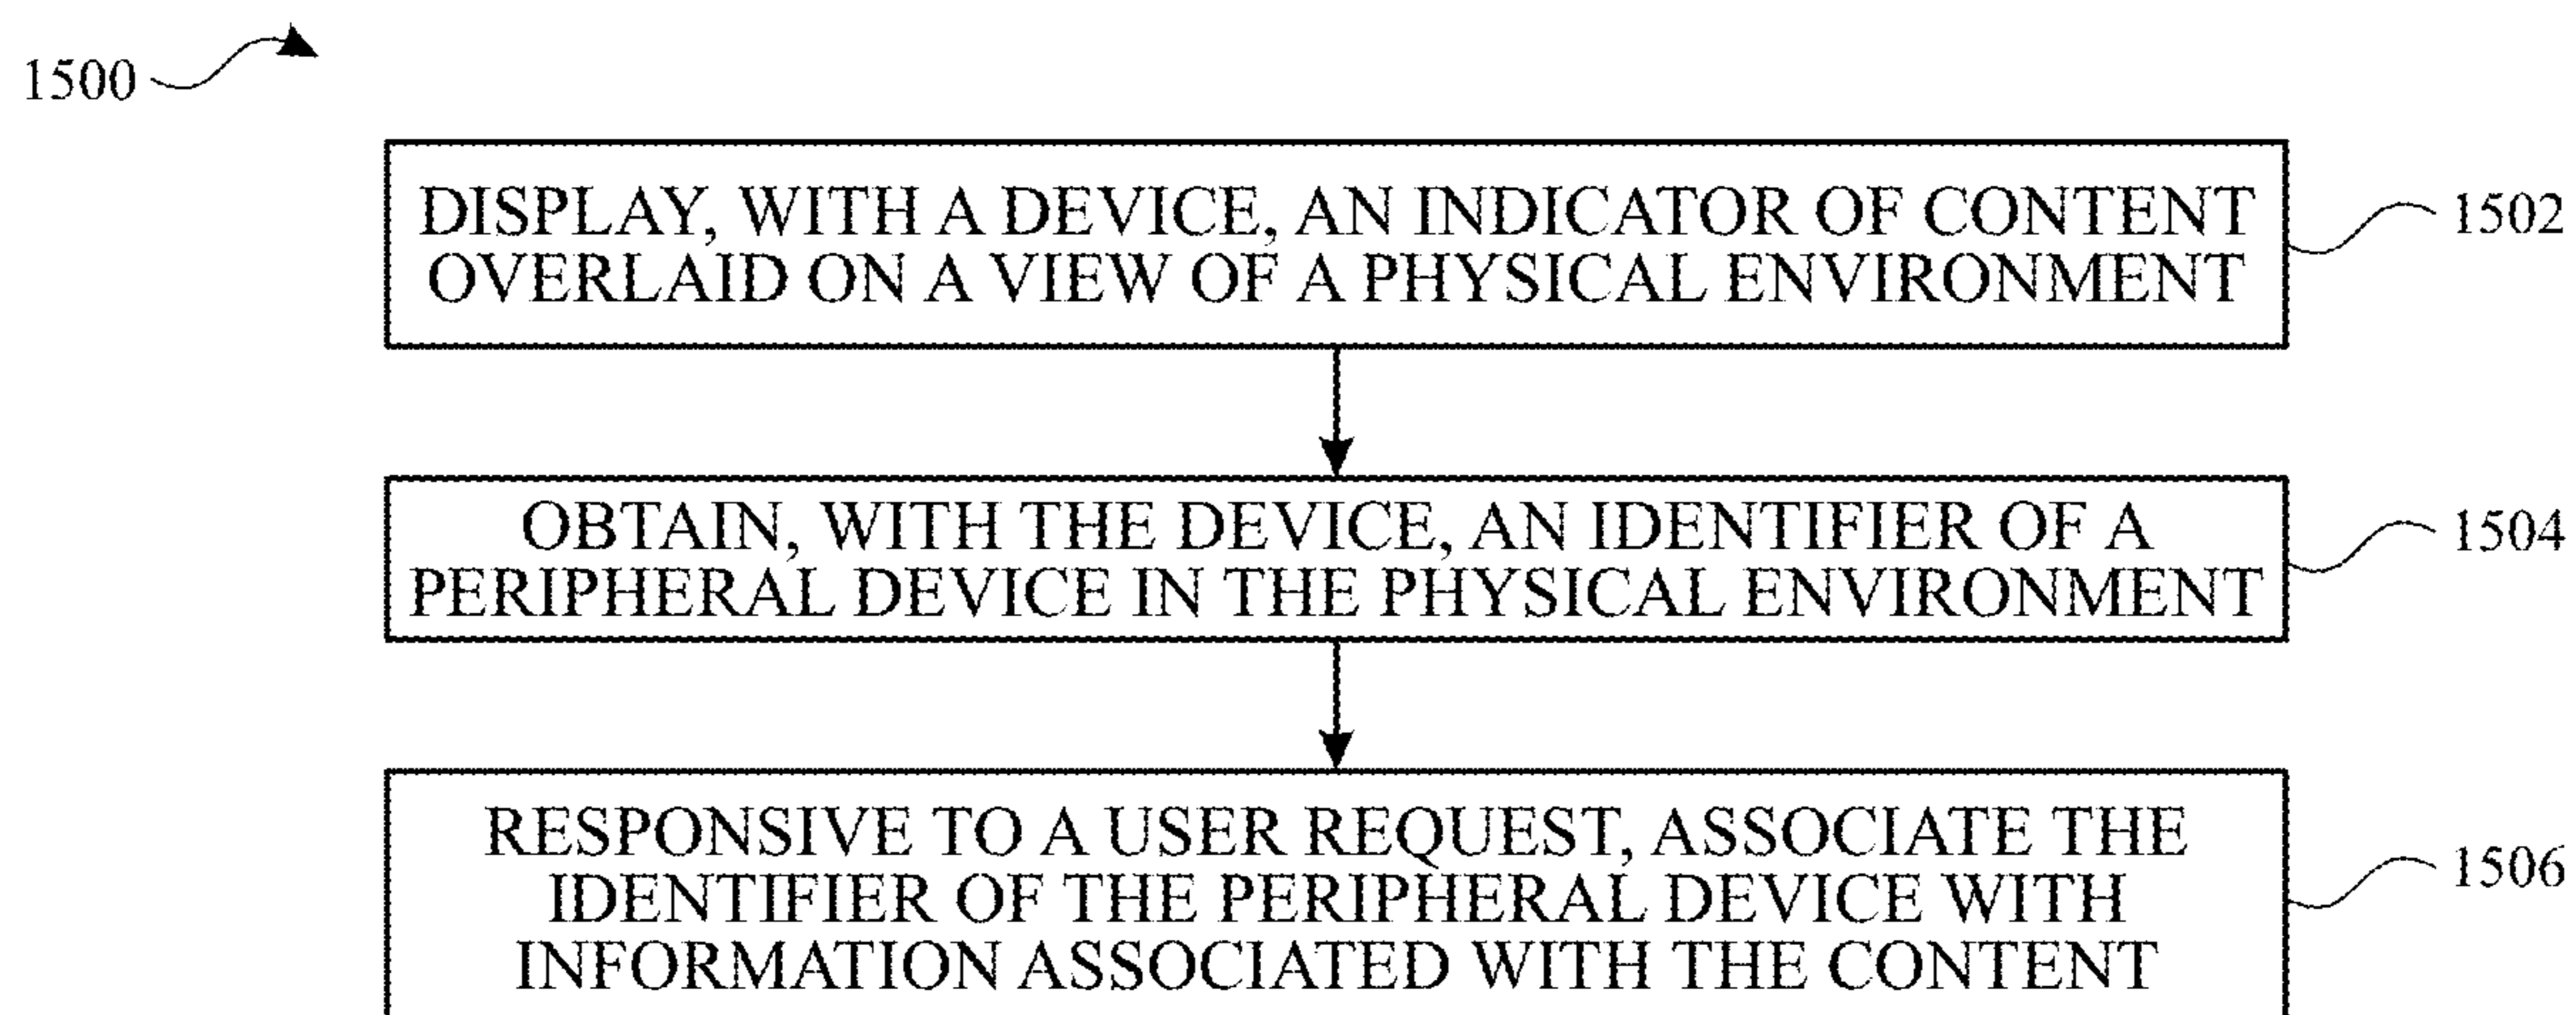 1500
DISPLAY, WITH A DEVICE, AN INDICATOR OF CONTENT
OVERLAID ON A VIEW OF A PHYSICAL ENVIRONMENT
1502
OBTAIN, WITH THE DEVICE, AN IDENTIFIER OF A
PERIPHERAL DEVICE IN THE PHYSICAL ENVIRONMENT
1504
RESPONSIVE TO A USER REQUEST, ASSOCIATE THE
IDENTIFIER OF THE PERIPHERAL DEVICE WITH
INFORMATION ASSOCIATED WITH THE CONTENT
1506